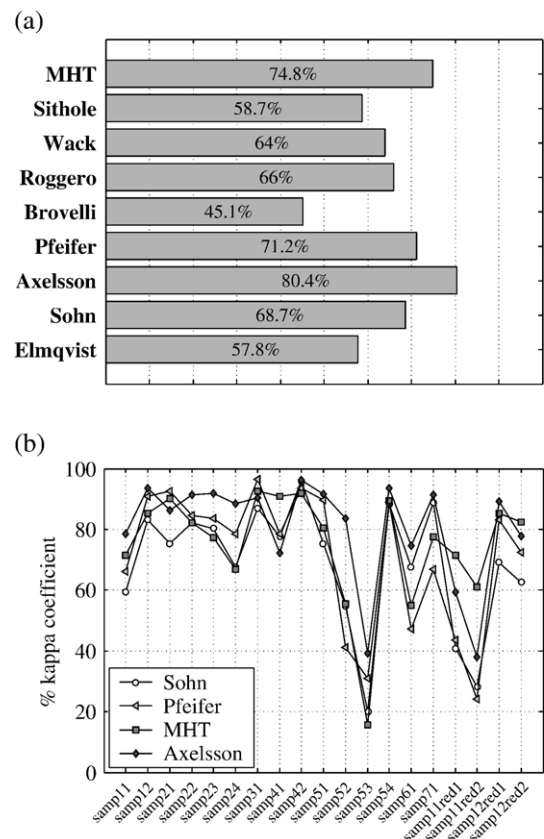 (a)
MHT 74.8%
Sithole 58.7%
Wack 64%
Roggero 66%
Brovelli 45.1%
Pfeifer 71.2%
Axelsson 80.4%
Sohn 68.7%
Elmqvist 57.8%
(b)
% kappa coefficient
100
80
60
40
20
0
Sohn
Pfeifer
MHT
Axelsson
samp11 samp12 samp21 samp22 samp23 samp24 samp31 samp41 samp42 samp51 samp52 samp53 samp54 samp61 samp71 samp11red1 samp11red2 samp12red1 samp12red2